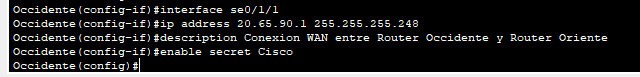 Occidente(config-if)#interface se0/1/1
Occidente(config-if)#ip address 20.65.90.1 255.255.255.248
Occidente(config-if)#description Conexion WAN entre Router Occidente y Router Oriente
Occidente(config-if)#enable secret Cisco
Occidente(config)#